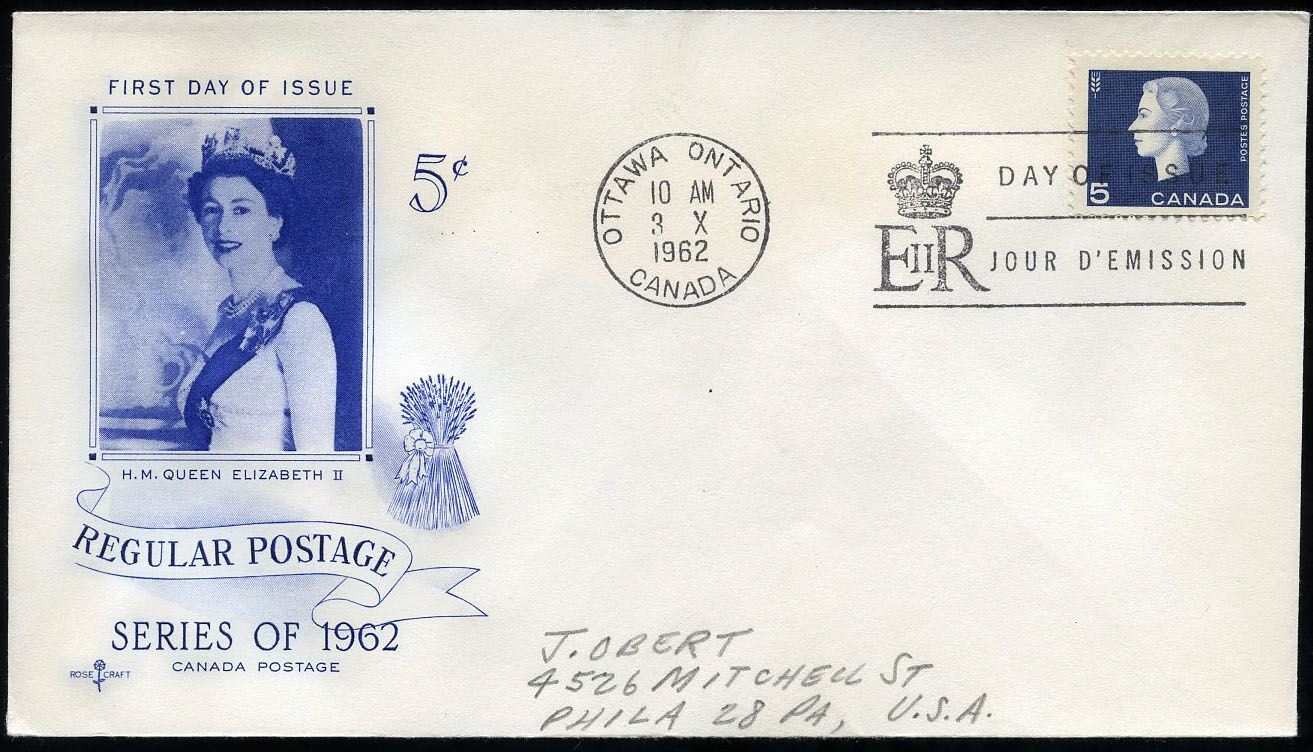 FIRST DAY OF ISSUE
5¢
H.M. QUEEN ELIZABETH II
REGULAR POSTAGE
SERIES OF 1962
CANADA POSTAGE
ROSE CRAFT
OTTAWA ONTARIO
10 AM
3 X
1962
CANADA
POSTES POSTAGE
5 CANADA
DAY OF ISSUE
EIIR JOUR D'EMISSION
J. OBERT
4526 MITCHELL ST
PHILA 28 PA, U.S.A.